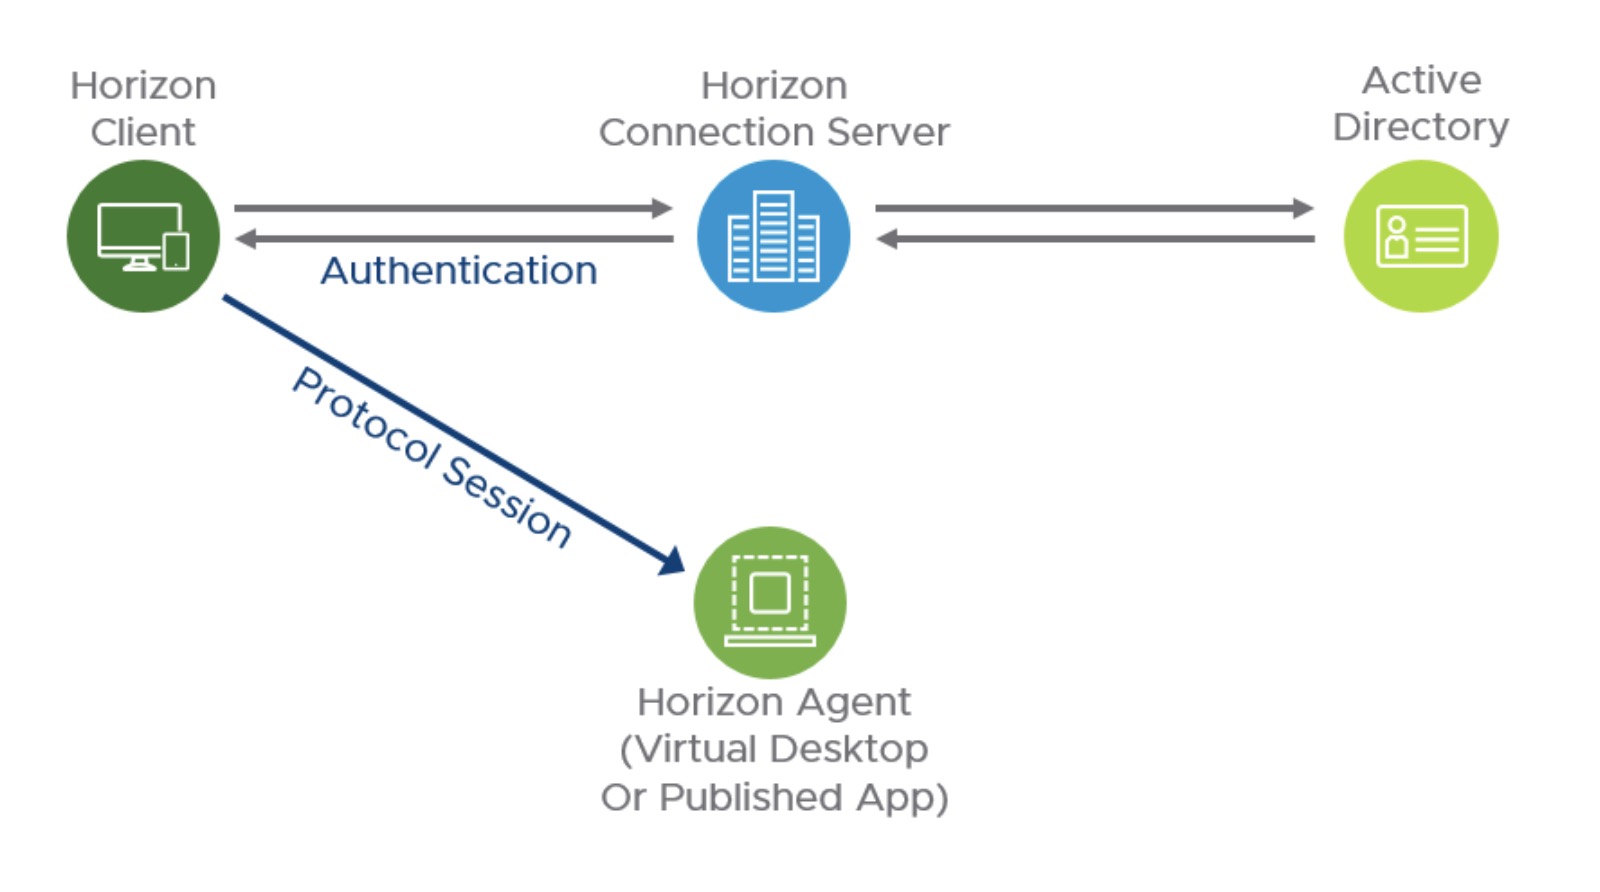 Horizon
Client
Horizon
Connection Server
Active
Directory
Authentication
Protocol Session
Horizon Agent
(Virtual Desktop
Or Published App)